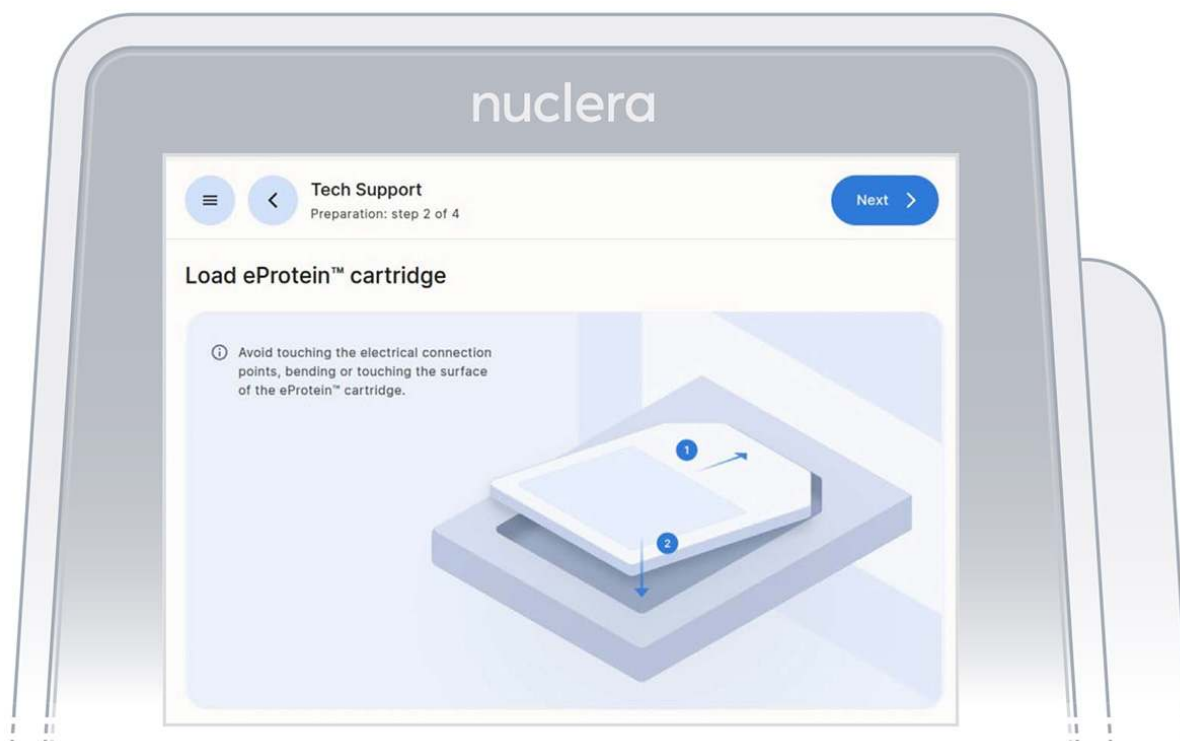 nuclera
Tech Support
Preparation: step 2 of 4
Next
Load eProtein™ cartridge
Avoid touching the electrical connection
points, bending or touching the surface
of the eProtein™ cartridge.
1
2